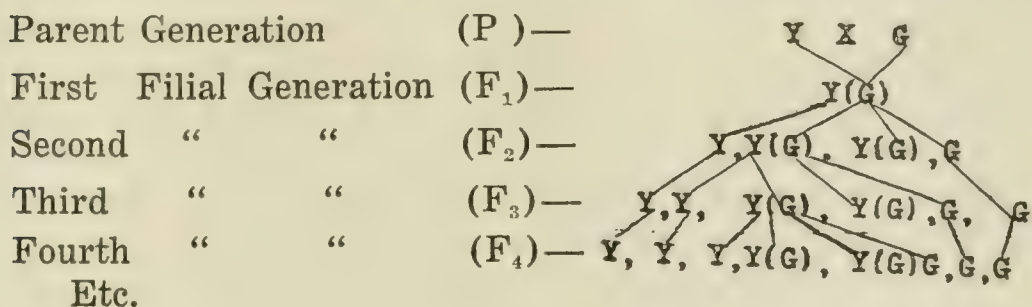 Parent Generation (P )— Y X G
First Filial Generation (F₁)— Y(G)
Second “ “ (F₂)— Y,Y(G), Y(G),G
Third “ “ (F₃)— Y,Y, Y(G), Y(G),G, G
Fourth “ “ (F₄)— Y, Y, Y,Y(G), Y(G)G,G,G
Etc.